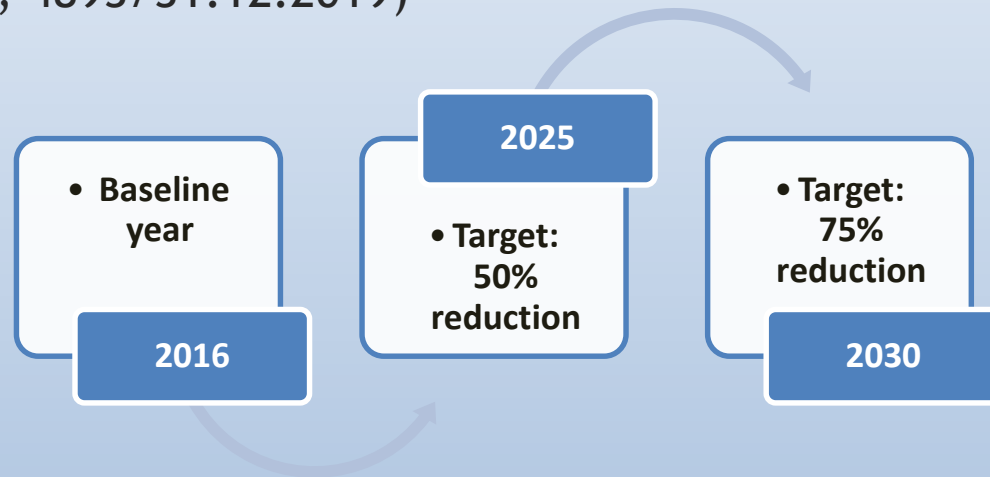 • Baseline
year
2016
2025
• Target:
50%
reduction
• Target:
75%
reduction
2030